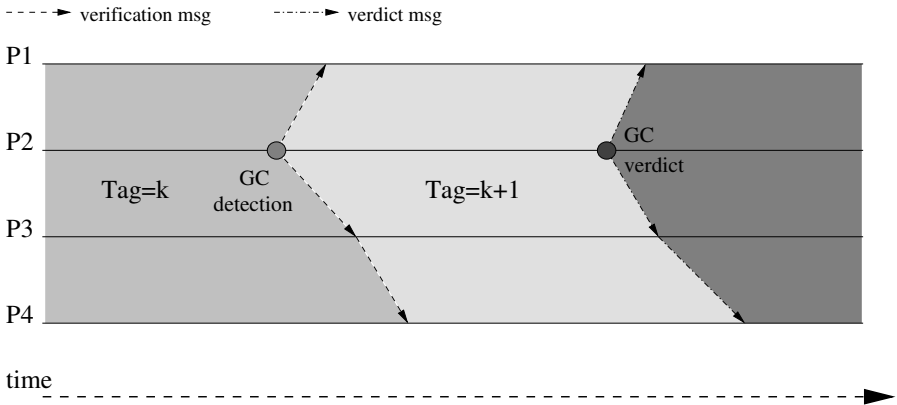 verification msg
verdict msg
P1
P2
GC
verdict
GC
detection
Tag=k
Tag=k+1
P3
P4
time